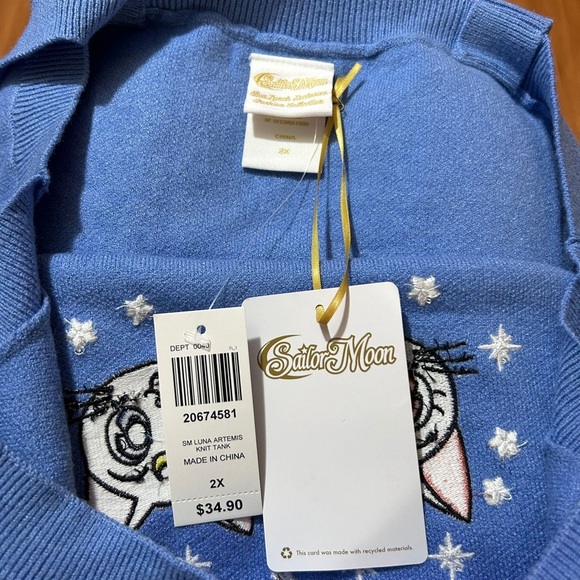 Sailor Moon
CHINA
2X
DEPT
20674581
SM LUNA ARTEMIS
KNIT TANK
MADE IN CHINA
2X
$34.90
Sailor Moon
This card was made with recycled materials.